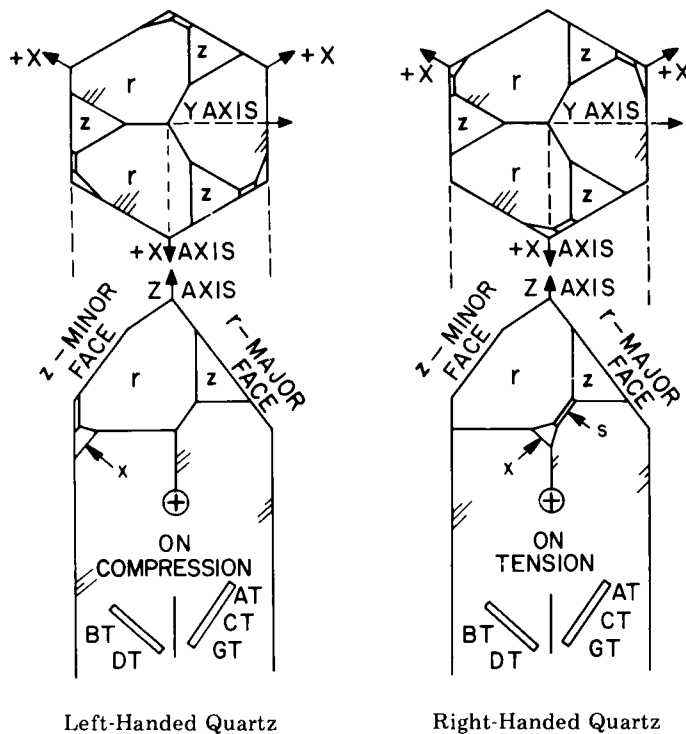 +X
+X
z
r
Y AXIS
z
r
z
+X AXIS
Z AXIS
z – MINOR
FACE
r – MAJOR
FACE
r
z
x
+
ON
COMPRESSION
BT
DT
AT
CT
GT
Left-Handed Quartz
+X
+X
z
r
Y AXIS
z
r
z
+X AXIS
Z AXIS
z – MINOR
FACE
r – MAJOR
FACE
r
z
s
x
+
ON
TENSION
BT
DT
AT
CT
GT
Right-Handed Quartz